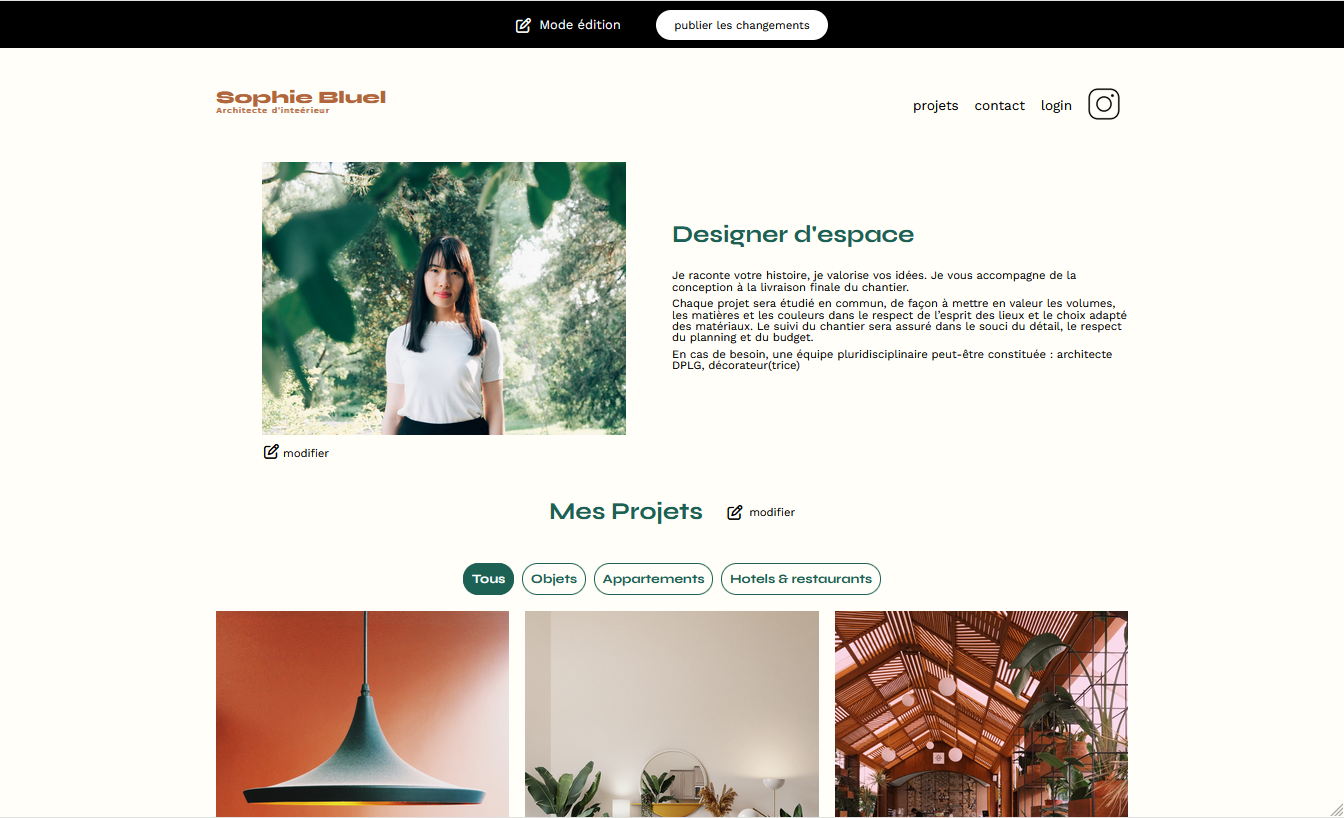 Mode édition publier les changements
Sophie Bluel
Architecte d'inteérieur
projets contact login
Designer d'espace
Je raconte votre histoire, je valorise vos idées. Je vous accompagne de la
conception à la livraison finale du chantier.
Chaque projet sera étudié en commun, de façon à mettre en valeur les volumes,
les matières et les couleurs dans le respect de l’esprit des lieux et le choix adapté
des matériaux. Le suivi du chantier sera assuré dans le souci du détail, le respect
du planning et du budget.
En cas de besoin, une équipe pluridisciplinaire peut-être constituée : architecte
DPLG, décorateur(trice)
modifier
Mes Projets modifier
Tous Objets Appartements Hotels & restaurants